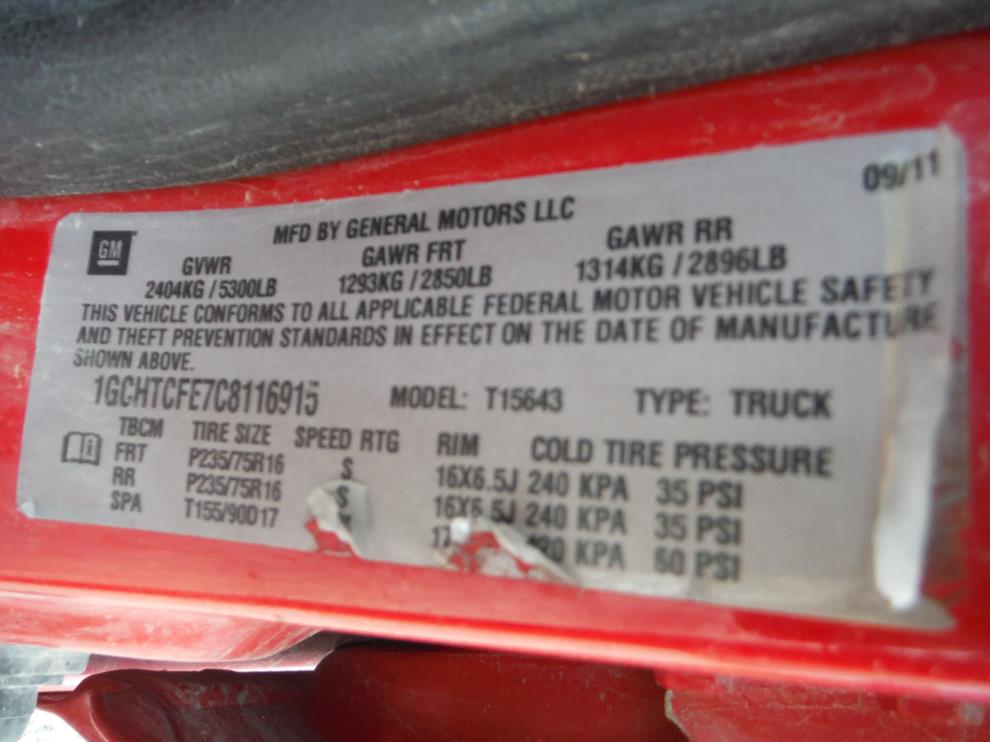 09/11
GM
MFD BY GENERAL MOTORS LLC
GVWR GAWR FRT GAWR RR
2404KG / 5300LB 1293KG / 2850LB 1314KG / 2896LB
THIS VEHICLE CONFORMS TO ALL APPLICABLE FEDERAL MOTOR VEHICLE SAFETY
AND THEFT PREVENTION STANDARDS IN EFFECT ON THE DATE OF MANUFACTURE
SHOWN ABOVE.
1GCHTCFE7C8116915 MODEL: T15643 TYPE: TRUCK
TBCM TIRE SIZE SPEED RTG RIM COLD TIRE PRESSURE
FRT P235/75R16 S 16X6.5J 240 KPA 35 PSI
RR P235/75R16 S 16X6.5J 240 KPA 35 PSI
SPA T155/90D17 KPA 60 PSI